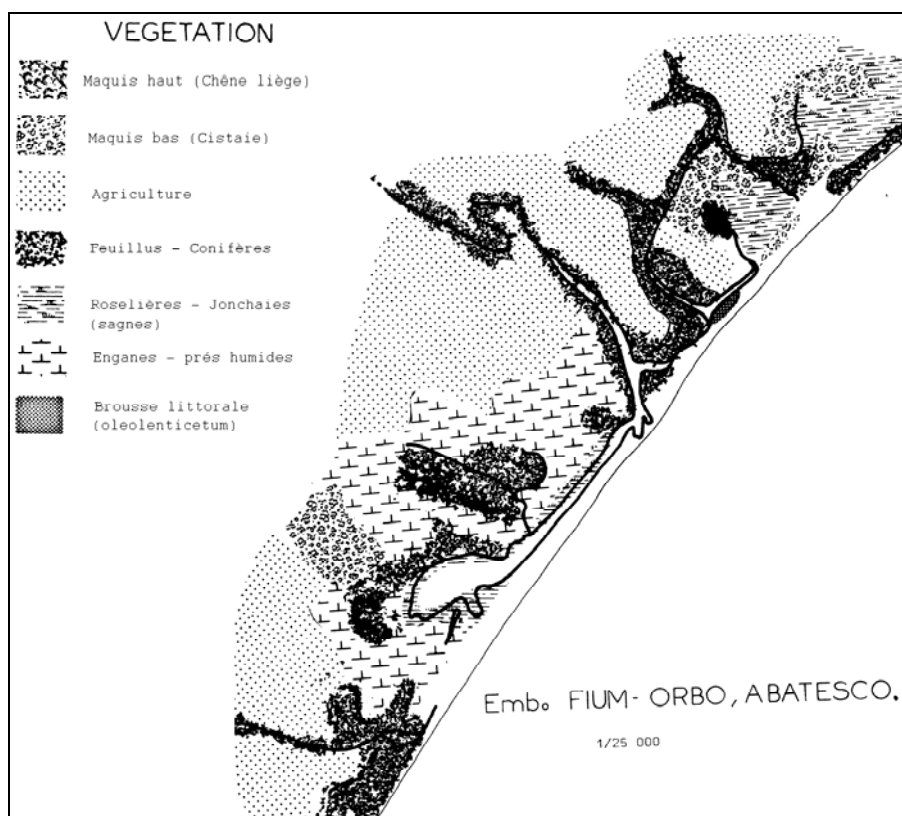 VEGETATION
Maquis haut (Chêne liège)
Maquis bas (Cistaie)
Agriculture
Feuillus - Conifères
Roselières - Jonchaies
(sagnes)
Enganes - prés humides
Brousse littorale
(oleolenticetum)
Emb. FIUM-ORBO, ABATESCO.
1/25 000